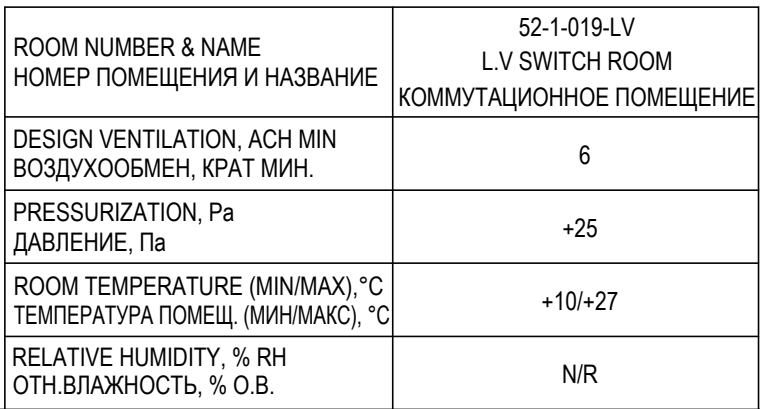 ROOM NUMBER & NAME
НОМЕР ПОМЕЩЕНИЯ И НАЗВАНИЕ
52-1-019-LV
L.V SWITCH ROOM
КОММУТАЦИОННОЕ ПОМЕЩЕНИЕ
DESIGN VENTILATION, ACH MIN
ВОЗДУХООБМЕН, КРАТ МИН.
6
PRESSURIZATION, Pa
ДАВЛЕНИЕ, Па
+25
ROOM TEMPERATURE (MIN/MAX),°C
ТЕМПЕРАТУРА ПОМЕЩ. (МИН/МАКС), °C
+10/+27
RELATIVE HUMIDITY, % RH
ОТН.ВЛАЖНОСТЬ, % О.В.
N/R